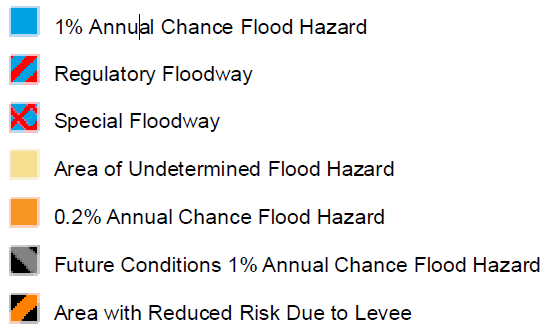 1% Annual Chance Flood Hazard
Regulatory Floodway
Special Floodway
Area of Undetermined Flood Hazard
0.2% Annual Chance Flood Hazard
Future Conditions 1% Annual Chance Flood Hazard
Area with Reduced Risk Due to Levee